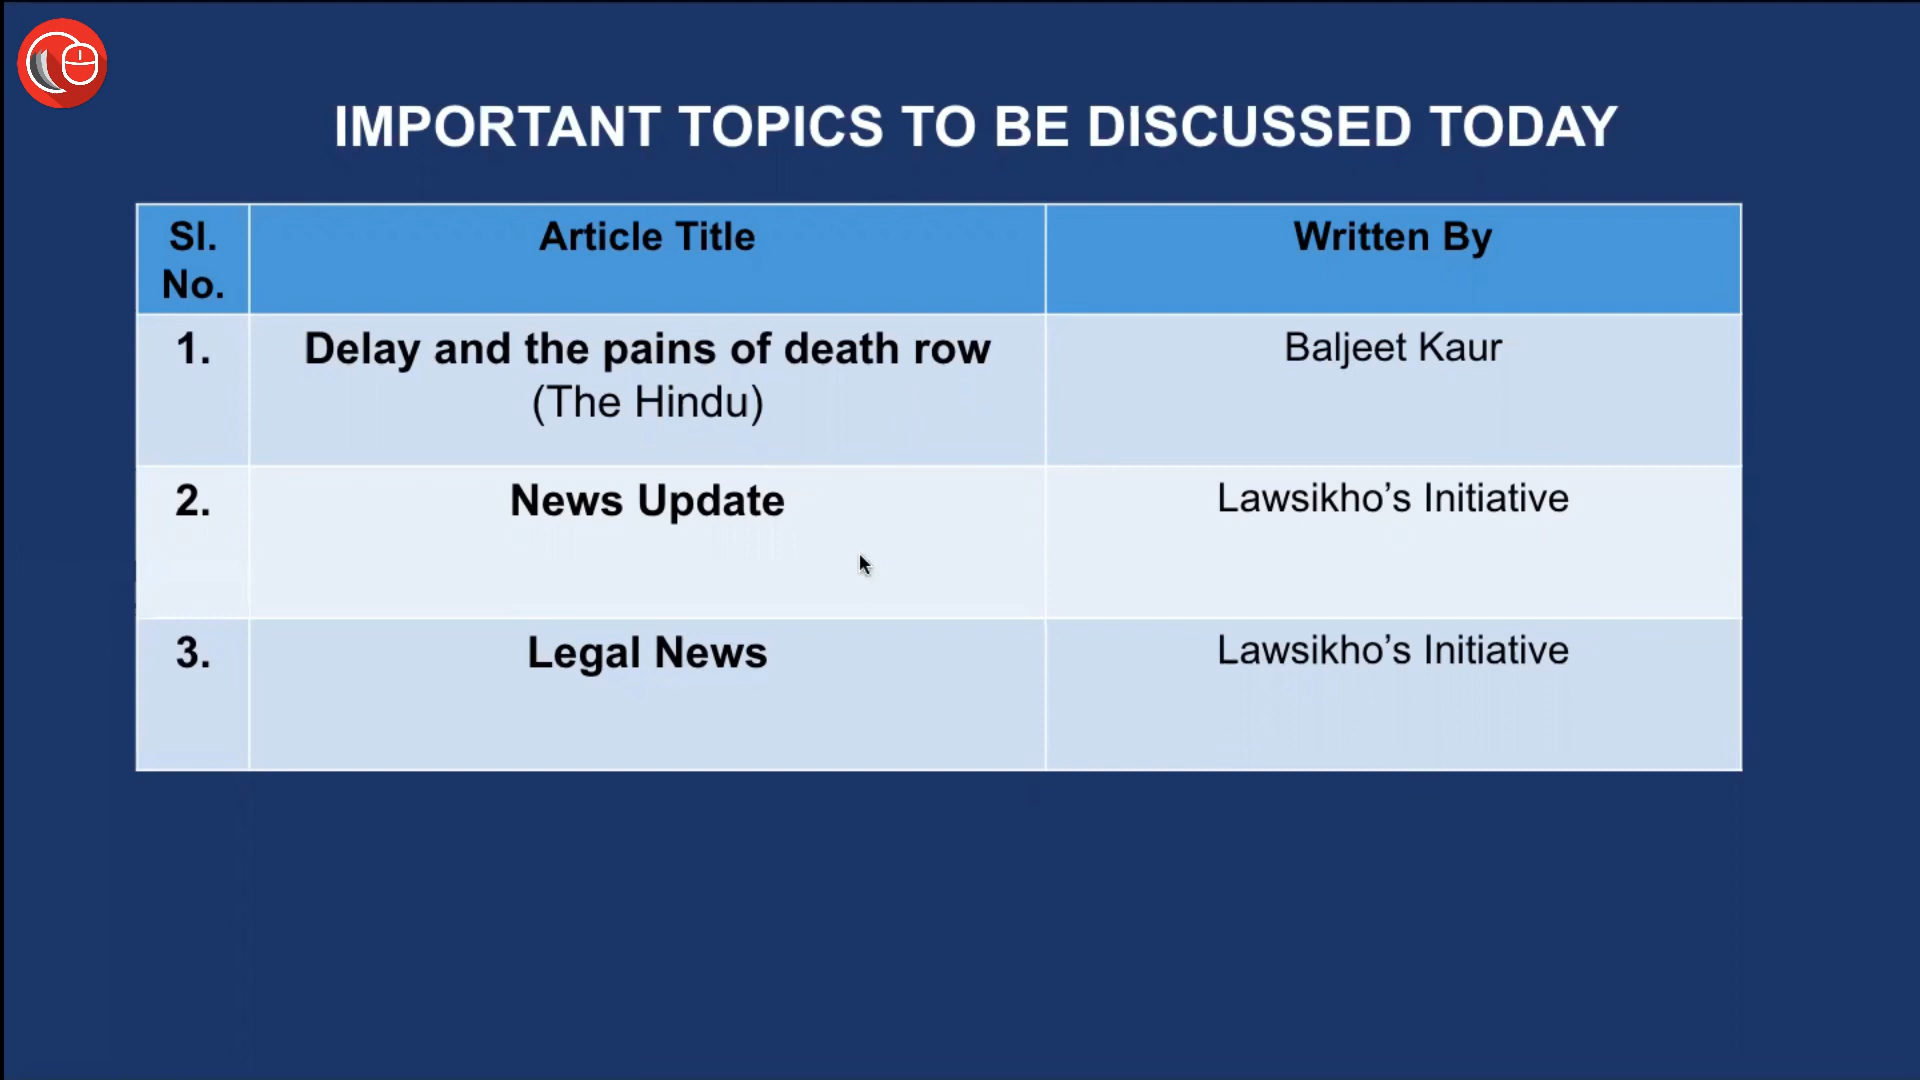 IMPORTANT TOPICS TO BE DISCUSSED TODAY
Sl. No.
Article Title
Written By
1.
Delay and the pains of death row
(The Hindu)
Baljeet Kaur
2.
News Update
Lawsikho’s Initiative
3.
Legal News
Lawsikho’s Initiative